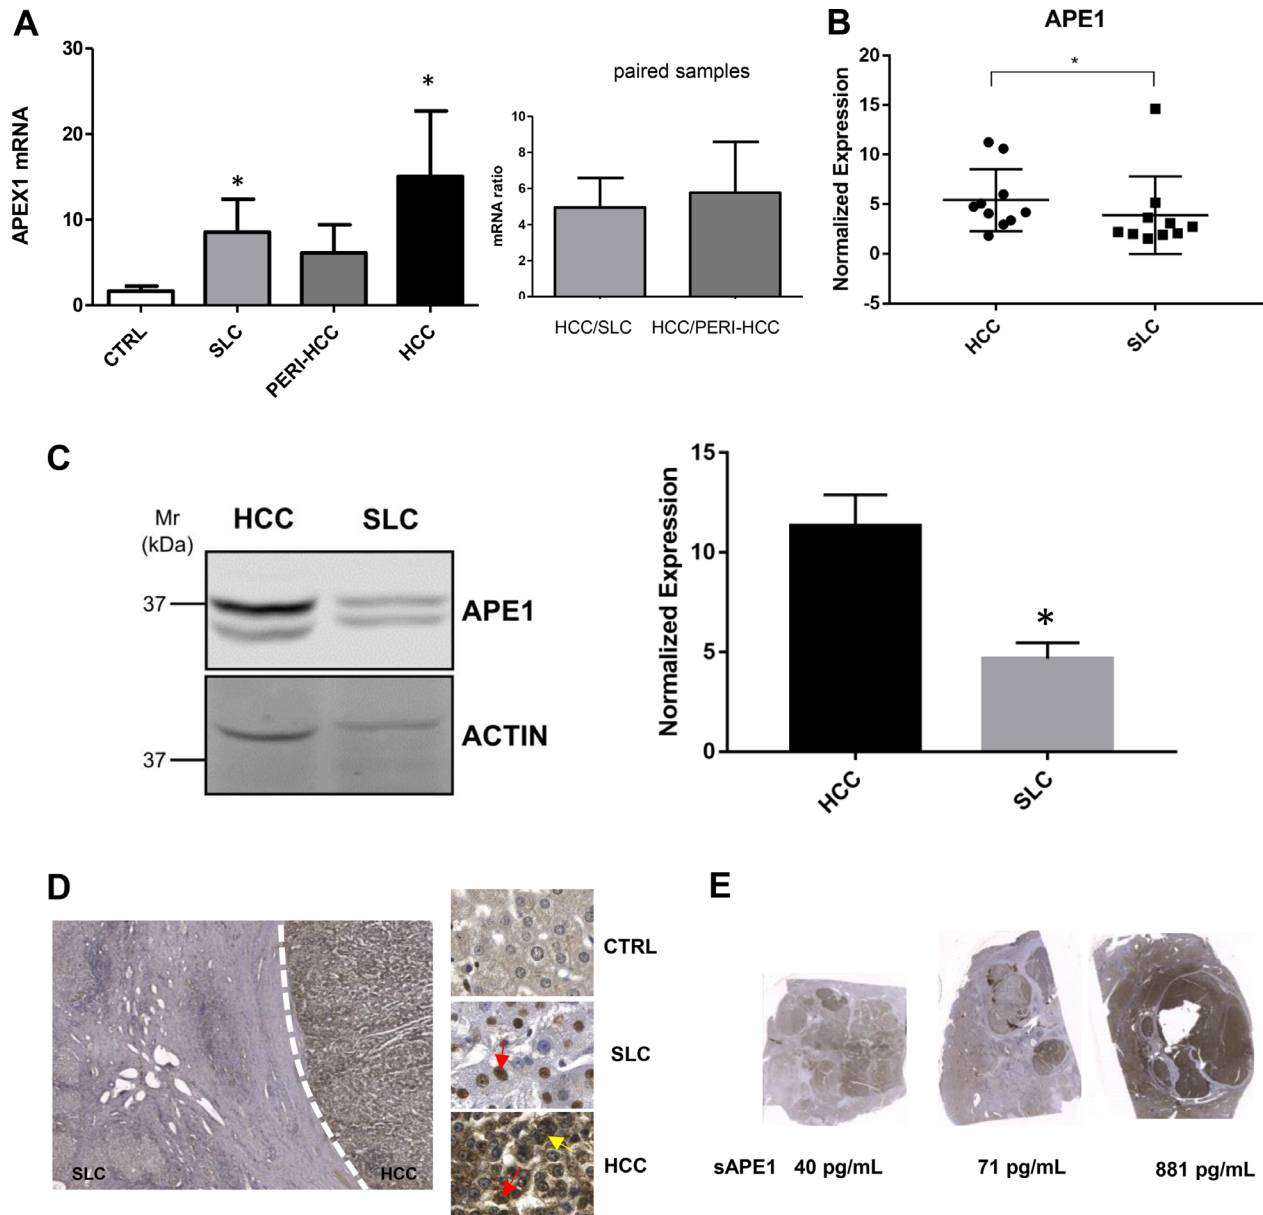 A
APEX1 mRNA
30
20
10
0
*
*
CTRL
SLC
PERI-HCC
HCC
paired samples
mRNA ratio
10
8
6
4
2
0
HCC/SLC
HCC/PERI-HCC
B
APE1
Normalized Expression
20
15
10
5
0
-5
*
HCC
SLC
C
Mr
(kDa)
HCC
SLC
37
APE1
37
ACTIN
Normalized Expression
15
10
5
0
*
HCC
SLC
D
SLC
HCC
CTRL
SLC
HCC
E
sAPE1
40 pg/mL
71 pg/mL
881 pg/mL